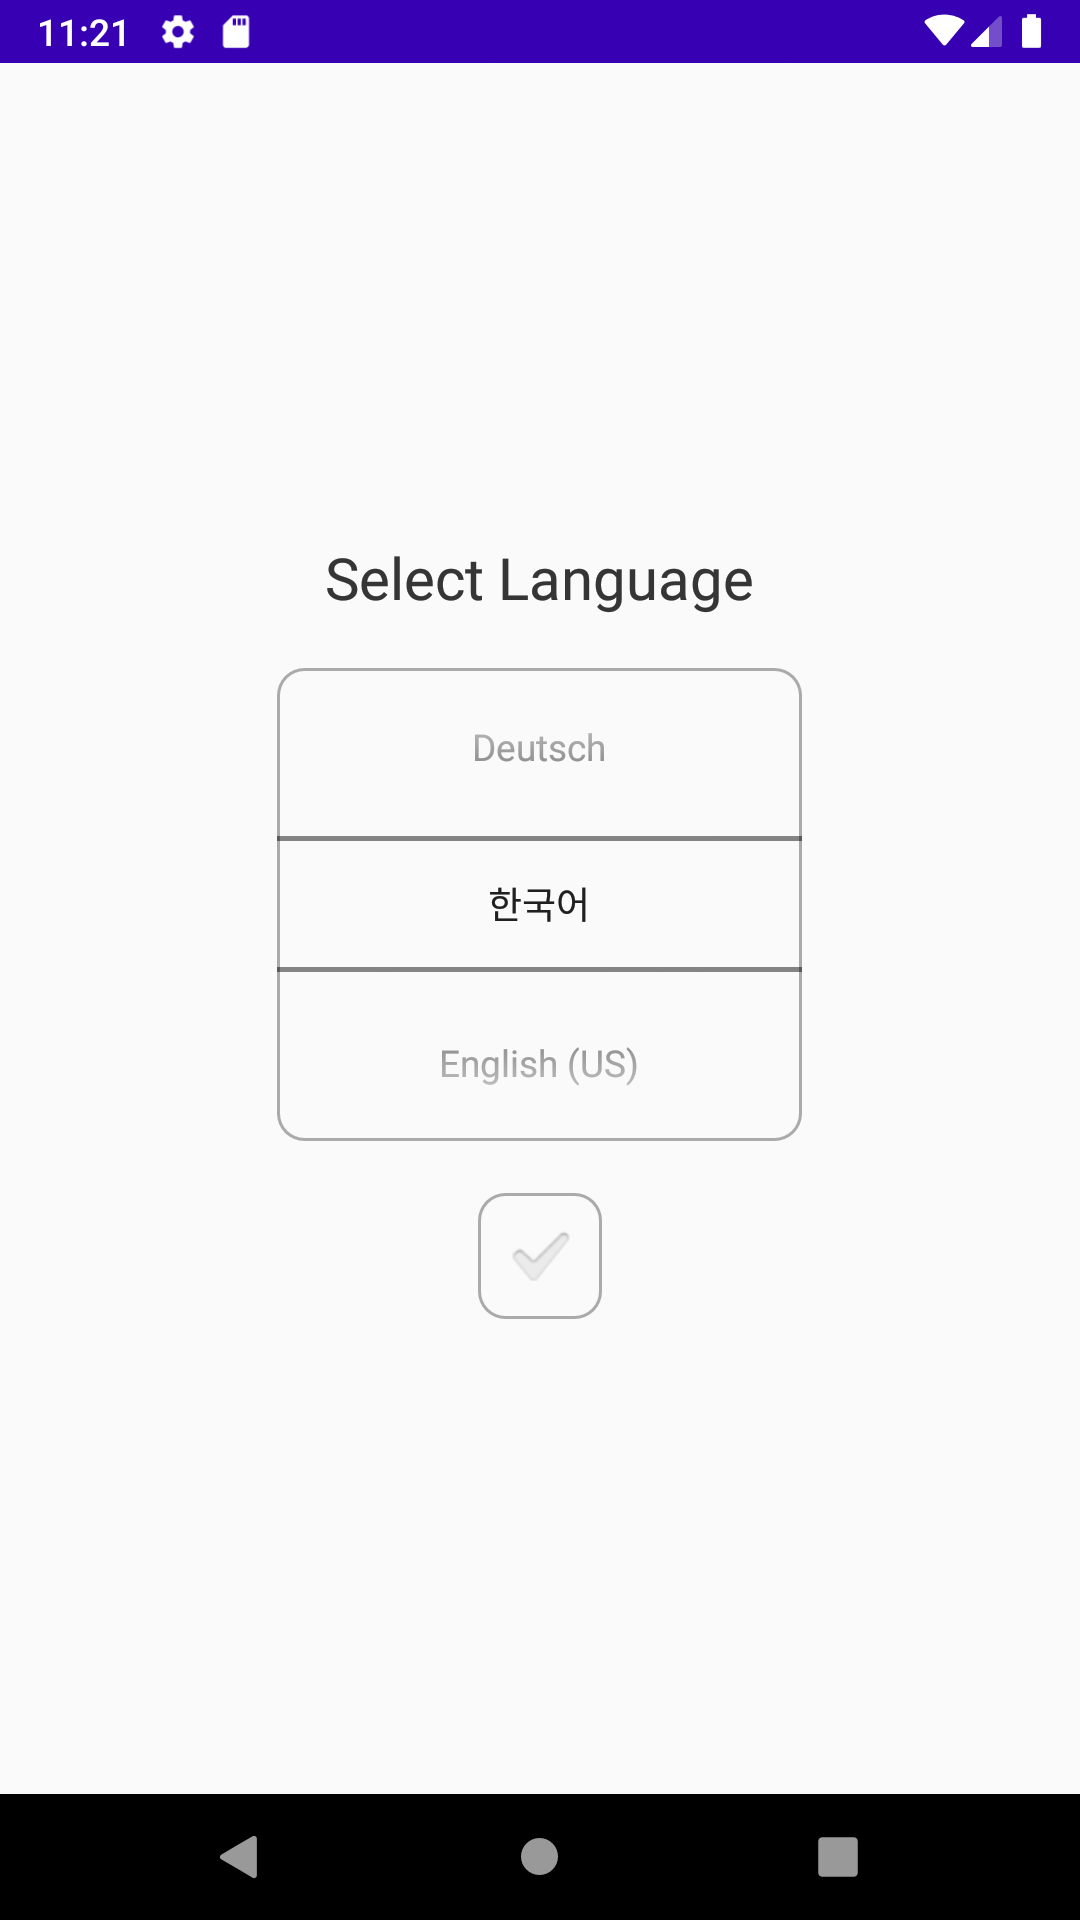 11:21
Select Language
Deutsch
한국어
English (US)